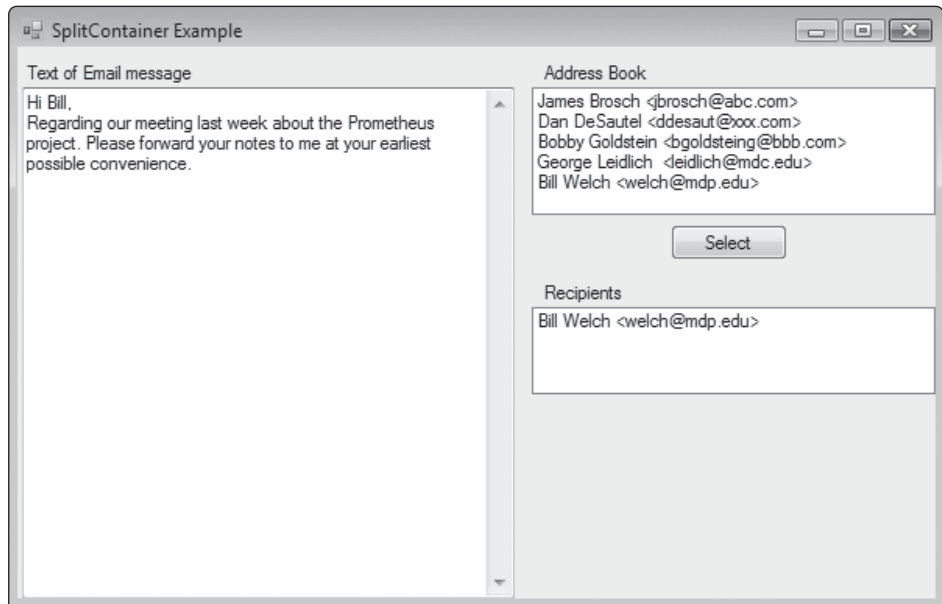 SplitContainer Example
Text of Email message
Hi Bill,
Regarding our meeting last week about the Prometheus
project. Please forward your notes to me at your earliest
possible convenience.
Address Book
James Brosch <jbrosch@abc.com>
Dan DeSautel <ddesaut@xxx.com>
Bobby Goldstein <bgoldsteing@bbb.com>
George Leidlich <leidlich@mdc.edu>
Bill Welch <welch@mdp.edu>
Select
Recipients
Bill Welch <welch@mdp.edu>